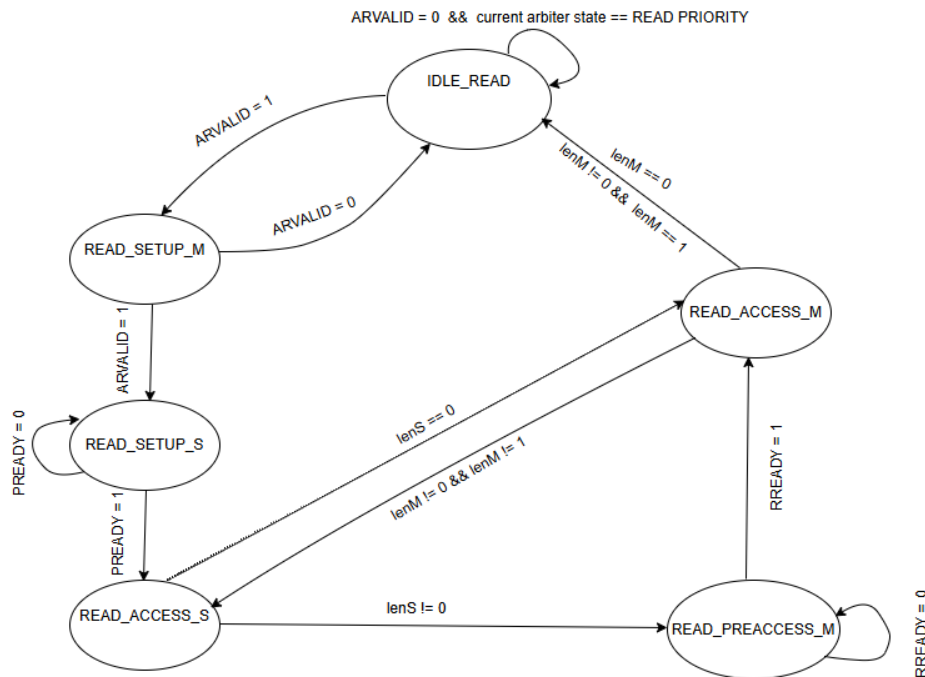 ARVALID = 0 && current arbiter state == READ PRIORITY
IDLE_READ
ARVALID = 1
ARVALID = 0
lenM == 0
lenM != 0 && lenM == 1
READ_SETUP_M
READ_ACCESS_M
ARVALID = 1
PREADY = 0
READ_SETUP_S
lenS == 0
lenM != 0 && lenM != 1
RREADY = 1
PREADY = 1
READ_ACCESS_S
lenS != 0
READ_PREACCESS_M
RREADY = 0